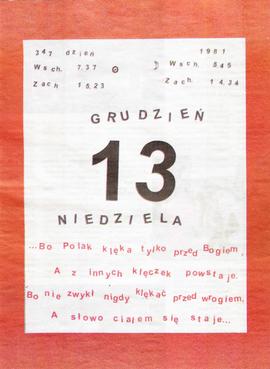 347 dzień 1981
Wsch. 7.37 Wsch. 5.45
Zach 15.23 Zach. 14.34
GRUDZIEŃ
13
NIEDZIELA
...Bo Polak klęka tylko przed Bogiem,
A z innych klęczek powstaje.
Bo nie zwykł nigdy klękać przed wrogiem,
A słowo ciałem się staje...